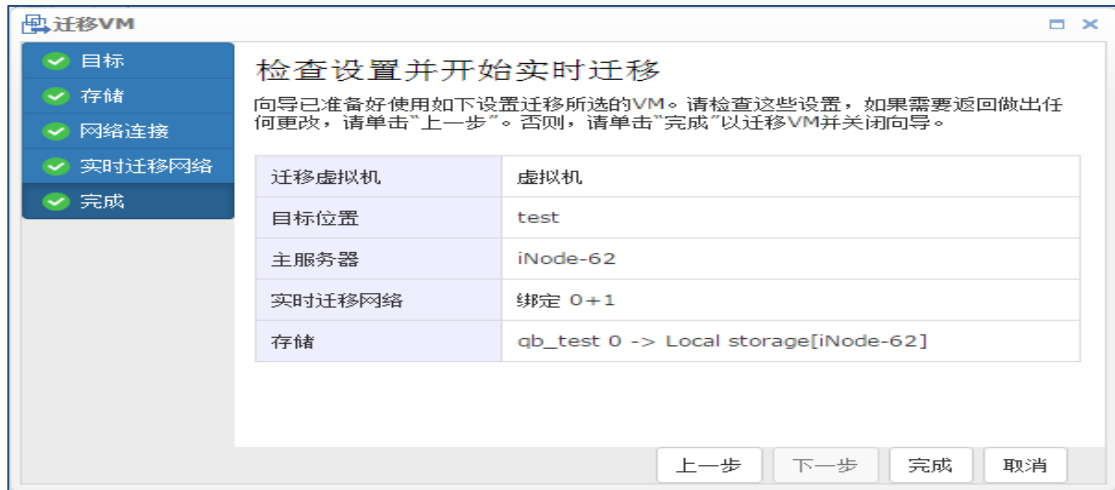 迁移VM
目标
存储
网络连接
实时迁移网络
完成
检查设置并开始实时迁移
向导已准备好使用如下设置迁移所选的VM。请检查这些设置，如果需要返回做出任
何更改，请单击“上一步”。否则，请单击“完成”以迁移VM并关闭向导。
迁移虚拟机 虚拟机
目标位置 test
主服务器 iNode-62
实时迁移网络 绑定 0+1
存储 qb_test 0 -> Local storage[iNode-62]
上一步 下一步 完成 取消